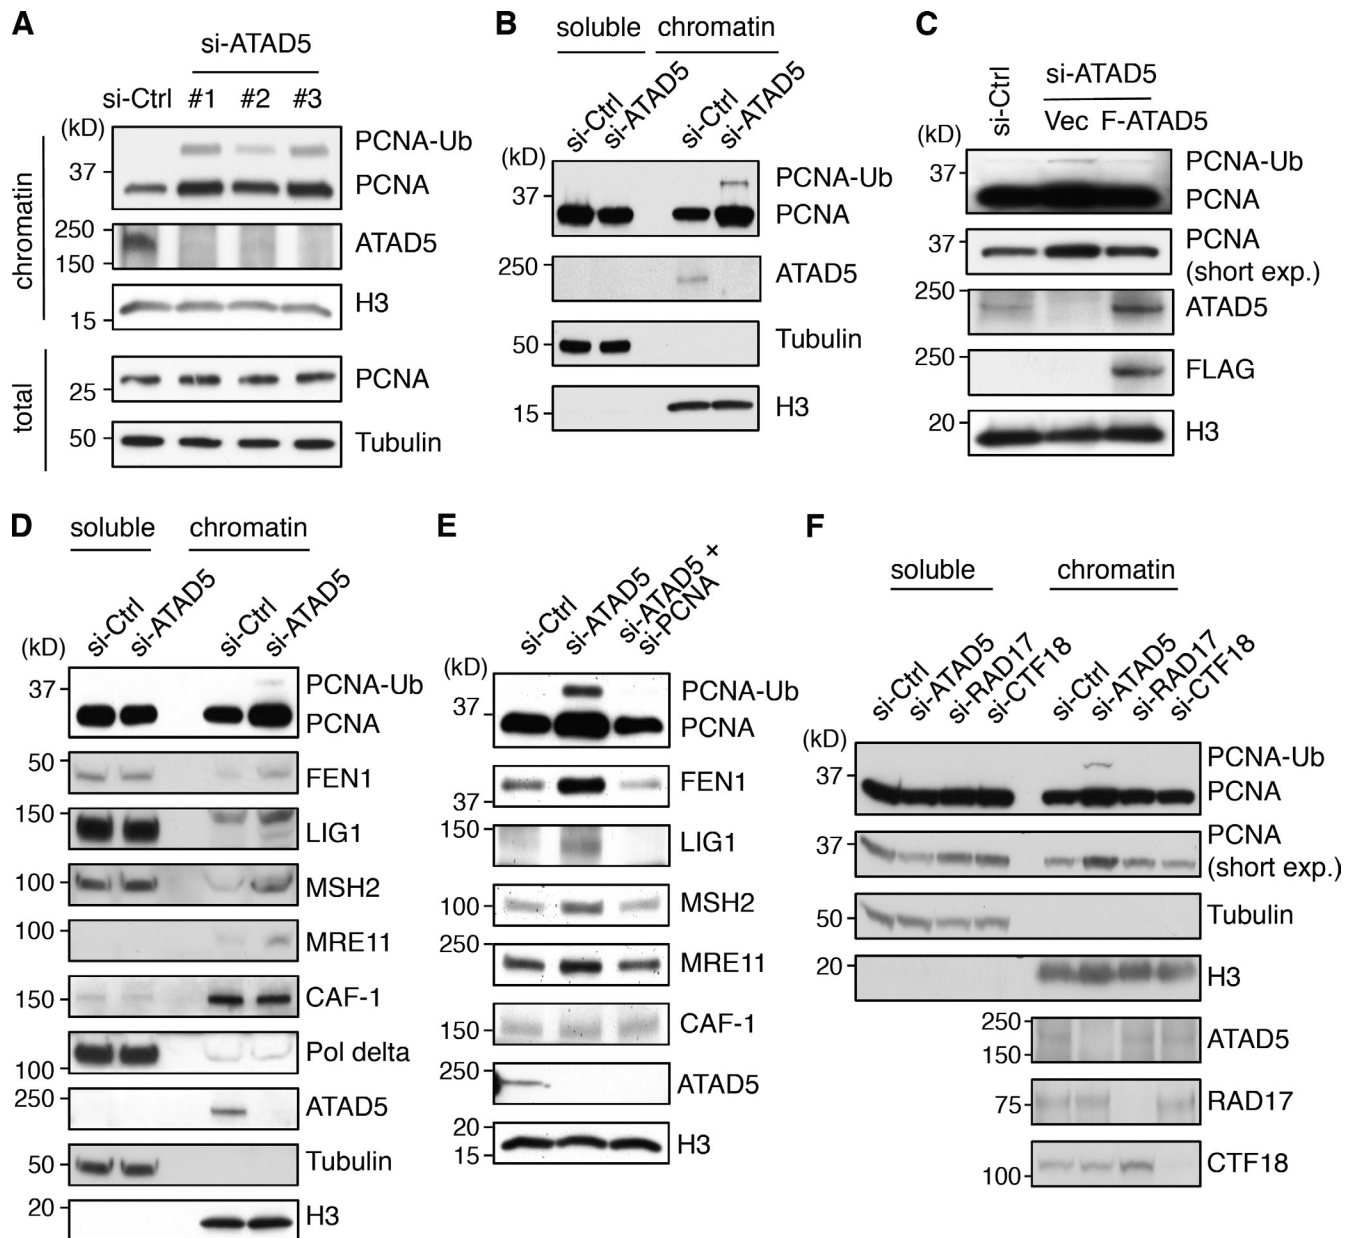 A
si-ATAD5
si-Ctrl #1 #2 #3
(kD)
chromatin
37
PCNA-Ub
PCNA
250
150
ATAD5
15
H3
total
25
PCNA
50
Tubulin
B
soluble chromatin
si-Ctrl si-ATAD5 si-Ctrl si-ATAD5
(kD)
37
PCNA-Ub
PCNA
250
ATAD5
50
Tubulin
15
H3
C
si-Ctrl
si-ATAD5
Vec F-ATAD5
(kD)
37
PCNA-Ub
PCNA
37
PCNA
(short exp.)
250
ATAD5
250
FLAG
20
H3
D
soluble chromatin
si-Ctrl si-ATAD5 si-Ctrl si-ATAD5
(kD)
37
PCNA-Ub
PCNA
50
FEN1
150
LIG1
100
MSH2
100
MRE11
150
CAF-1
100
Pol delta
250
ATAD5
50
Tubulin
20
H3
E
si-Ctrl si-ATAD5 si-ATAD5 +
si-PCNA
(kD)
37
PCNA-Ub
PCNA
37
FEN1
150
LIG1
100
MSH2
250
MRE11
150
CAF-1
250
ATAD5
20
15
H3
F
soluble chromatin
si-Ctrl si-ATAD5 si-RAD17 si-CTF18 si-Ctrl si-ATAD5 si-RAD17 si-CTF18
(kD)
37
PCNA-Ub
PCNA
37
PCNA
(short exp.)
50
Tubulin
20
H3
250
150
ATAD5
75
RAD17
100
CTF18